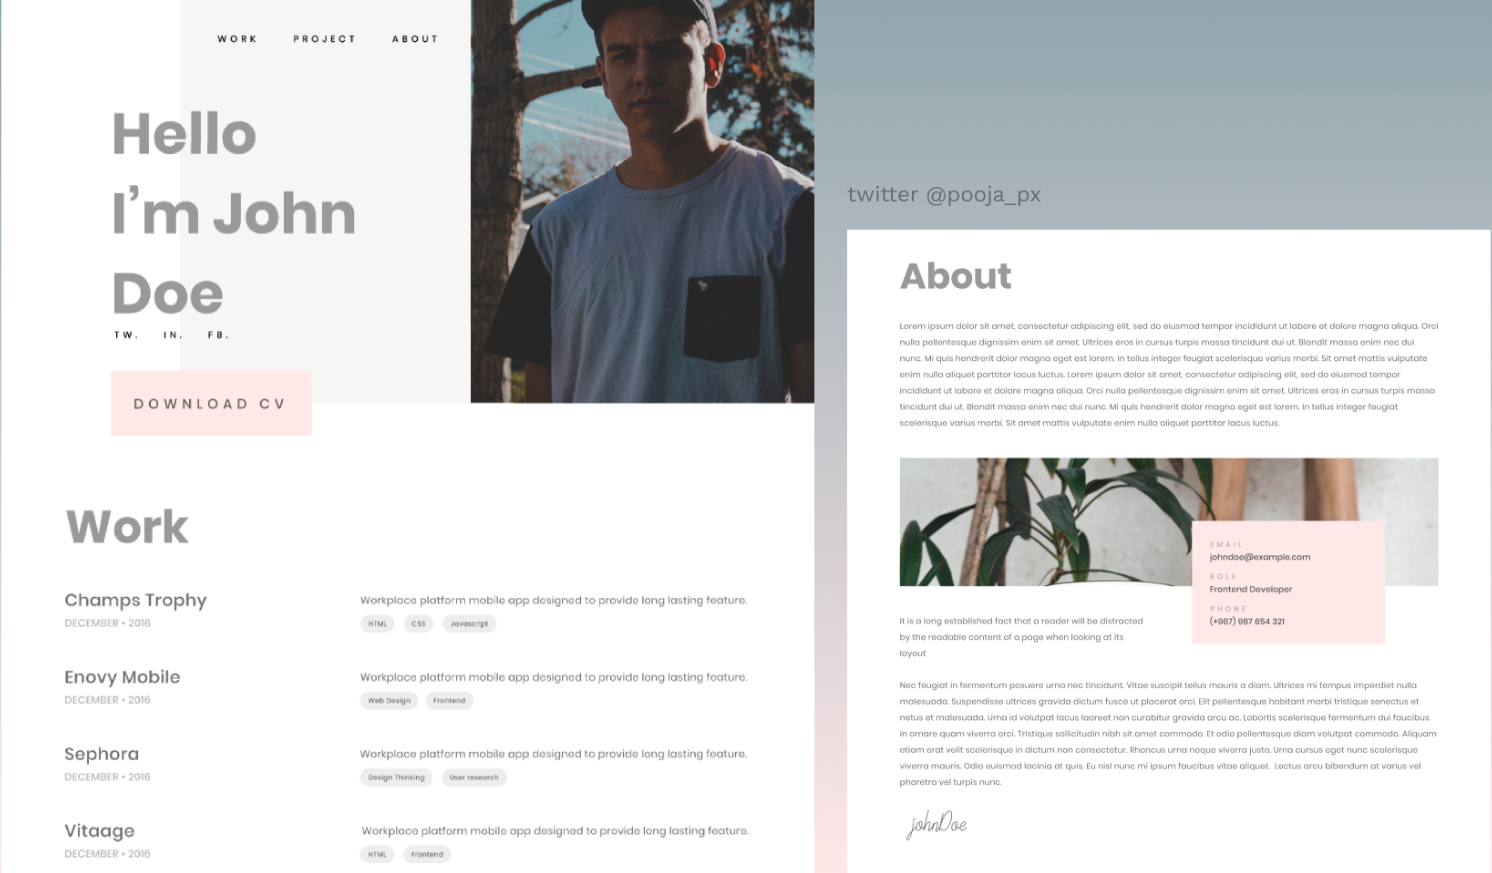 WORK PROJECT ABOUT
Hello
I'm John
Doe
TW. IN. FB.
DOWNLOAD CV
Work
Champs Trophy
DECEMBER • 2016
Workplace platform mobile app designed to provide long lasting feature.
HTML CSS Javascript
Enovy Mobile
DECEMBER • 2016
Workplace platform mobile app designed to provide long lasting feature.
Web Design Frontend
Sephora
DECEMBER • 2016
Workplace platform mobile app designed to provide long lasting feature.
Design Thinking User research
Vitaage
DECEMBER • 2016
Workplace platform mobile app designed to provide long lasting feature.
HTML Frontend
twitter @pooja_px
About
Lorem ipsum dolor sit amet, consectetur adipiscing elit, sed do eiusmod tempor incididunt ut labore et dolore magna aliqua. Orci
nulla pellentesque dignissim enim sit amet. Ultrices eros in cursus turpis massa tincidunt dui ut. Blandit massa enim nec dui
nunc. Mi quis hendrerit dolor magna eget est lorem. In tellus integer feugiat scelerisque varius morbi. Sit amet mattis vulputate
enim nulla aliquet porttitor lacus luctus. Lorem ipsum dolor sit amet, consectetur adipiscing elit, sed do eiusmod tempor
incididunt ut labore et dolore magna aliqua. Orci nulla pellentesque dignissim enim sit amet. Ultrices eros in cursus turpis massa
tincidunt dui ut. Blandit massa enim nec dui nunc. Mi quis hendrerit dolor magna eget est lorem. In tellus integer feugiat
scelerisque varius morbi. Sit amet mattis vulputate enim nulla aliquet porttitor lacus luctus.
EMAIL
johndoe@example.com
ROLE
Frontend Developer
PHONE
(+987) 987 654 321
It is a long established fact that a reader will be distracted
by the readable content of a page when looking at its
layout
Nec feugiat in fermentum posuere urna nec tincidunt. Vitae suscipit tellus mauris a diam. Ultrices mi tempus imperdiet nulla
malesuada. Suspendisse ultrices gravida dictum fusce ut placerat orci. Elit pellentesque habitant morbi tristique senectus et
netus et malesuada. Urna id volutpat lacus laoreet non curabitur gravida arcu ac. Lobortis scelerisque fermentum dui faucibus
in ornare quam viverra orci. Tristique sollicitudin nibh sit amet commodo. Et odio pellentesque diam volutpat commodo. Aliquam
etiam erat velit scelerisque in dictum non consectetur. Rhoncus urna neque viverra justo. Urna cursus eget nunc scelerisque
viverra mauris. Odio euismod lacinia at quis. Eu nisl nunc mi ipsum faucibus vitae aliquet. Lectus arcu bibendum at varius vel
pharetra vel turpis nunc.
johnDoe